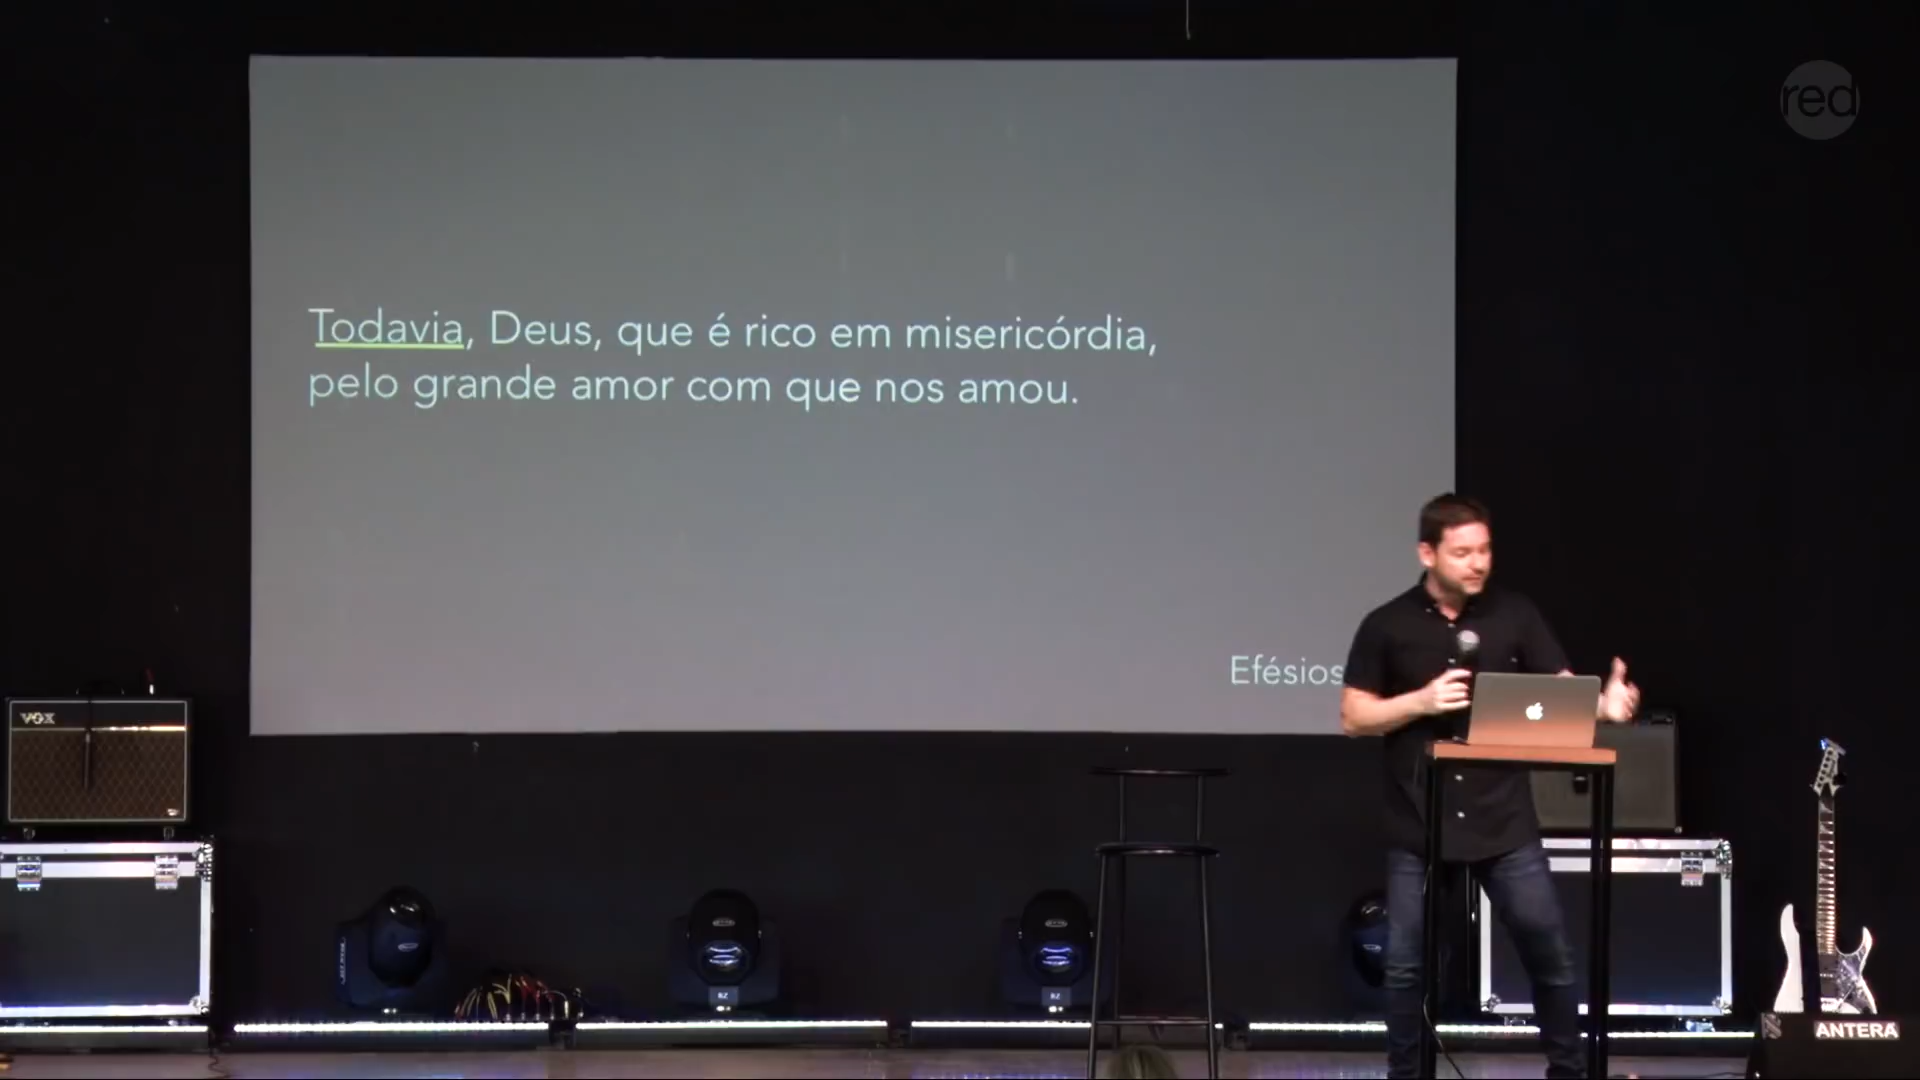 red
Todavia, Deus, que é rico em misericórdia,
pelo grande amor com que nos amou.
Efésios
VOX
ANTERA